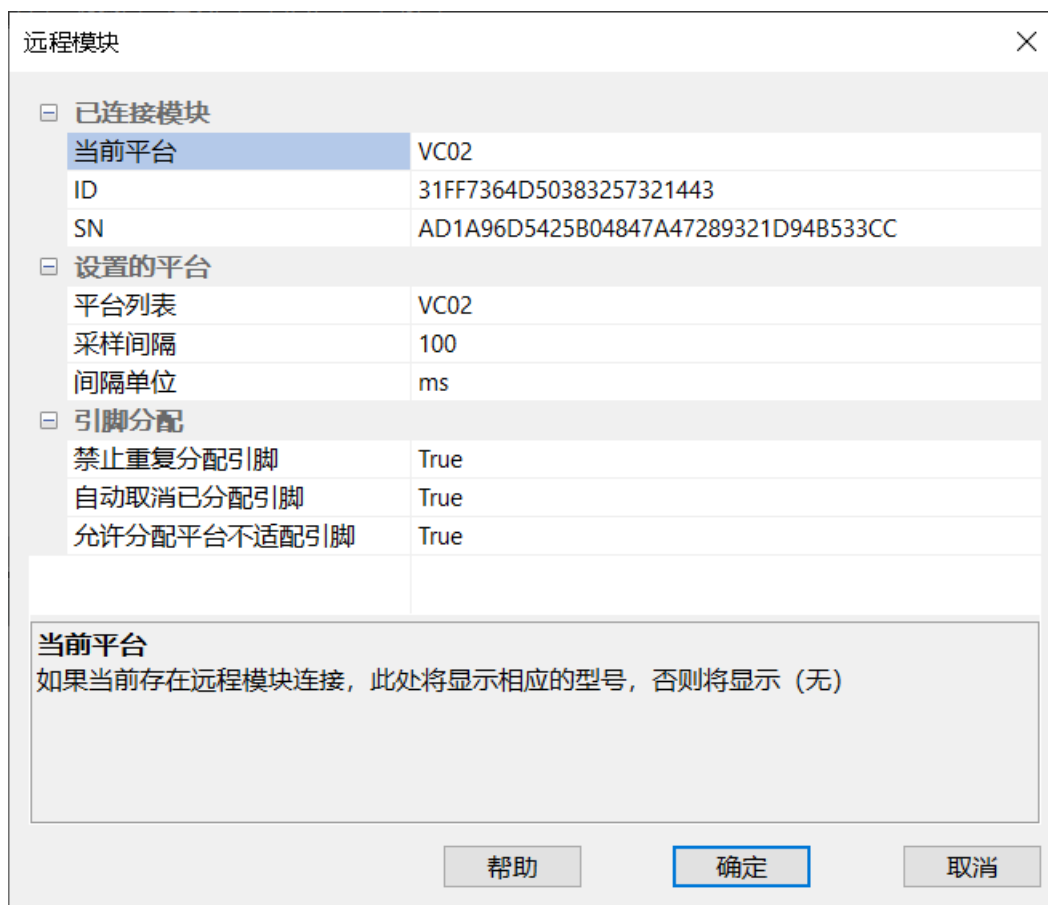 远程模块
已连接模块
当前平台 VC02
ID 31FF7364D50383257321443
SN AD1A96D5425B04847A47289321D94B533CC
设置的平台
平台列表 VC02
采样间隔 100
间隔单位 ms
引脚分配
禁止重复分配引脚 True
自动取消已分配引脚 True
允许分配平台不适配引脚 True
当前平台
如果当前存在远程模块连接，此处将显示相应的型号，否则将显示（无）
帮助 确定 取消